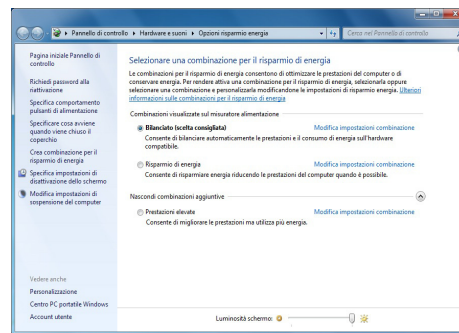 Pannello di controllo ▸ Hardware e suoni ▸ Opzioni risparmio energia
Cerca nel Pannello di controllo
Pagina iniziale Pannello di
controllo
Richiedi password alla
riattivazione
Specifica comportamento
pulsanti di alimentazione
Specificare cosa avviene
quando viene chiuso il
coperchio
Crea combinazione per il
risparmio di energia
Specifica impostazioni di
disattivazione dello schermo
Modifica impostazioni di
sospensione del computer
Vedere anche
Personalizzazione
Centro PC portatile Windows
Account utente
Selezionare una combinazione per il risparmio di energia
Le combinazioni per il risparmio di energia consentono di ottimizzare le prestazioni del computer o di
conservare energia. Per rendere attiva una combinazione per il risparmio di energia, selezionarla oppure
selezionare una combinazione e personalizzarla modificandone le impostazioni di risparmio energia. Ulteriori
informazioni sulle combinazioni per il risparmio di energia
Combinazioni visualizzate sul misuratore alimentazione
Bilanciato (scelta consigliata) Modifica impostazioni combinazione
Consente di bilanciare automaticamente le prestazioni e il consumo di energia sull'hardware
compatibile.
Risparmio di energia Modifica impostazioni combinazione
Consente di risparmiare energia riducendo le prestazioni del computer quando è possibile.
Nascondi combinazioni aggiuntive
Prestazioni elevate Modifica impostazioni combinazione
Consente di migliorare le prestazioni ma utilizza più energia.
Luminosità schermo: